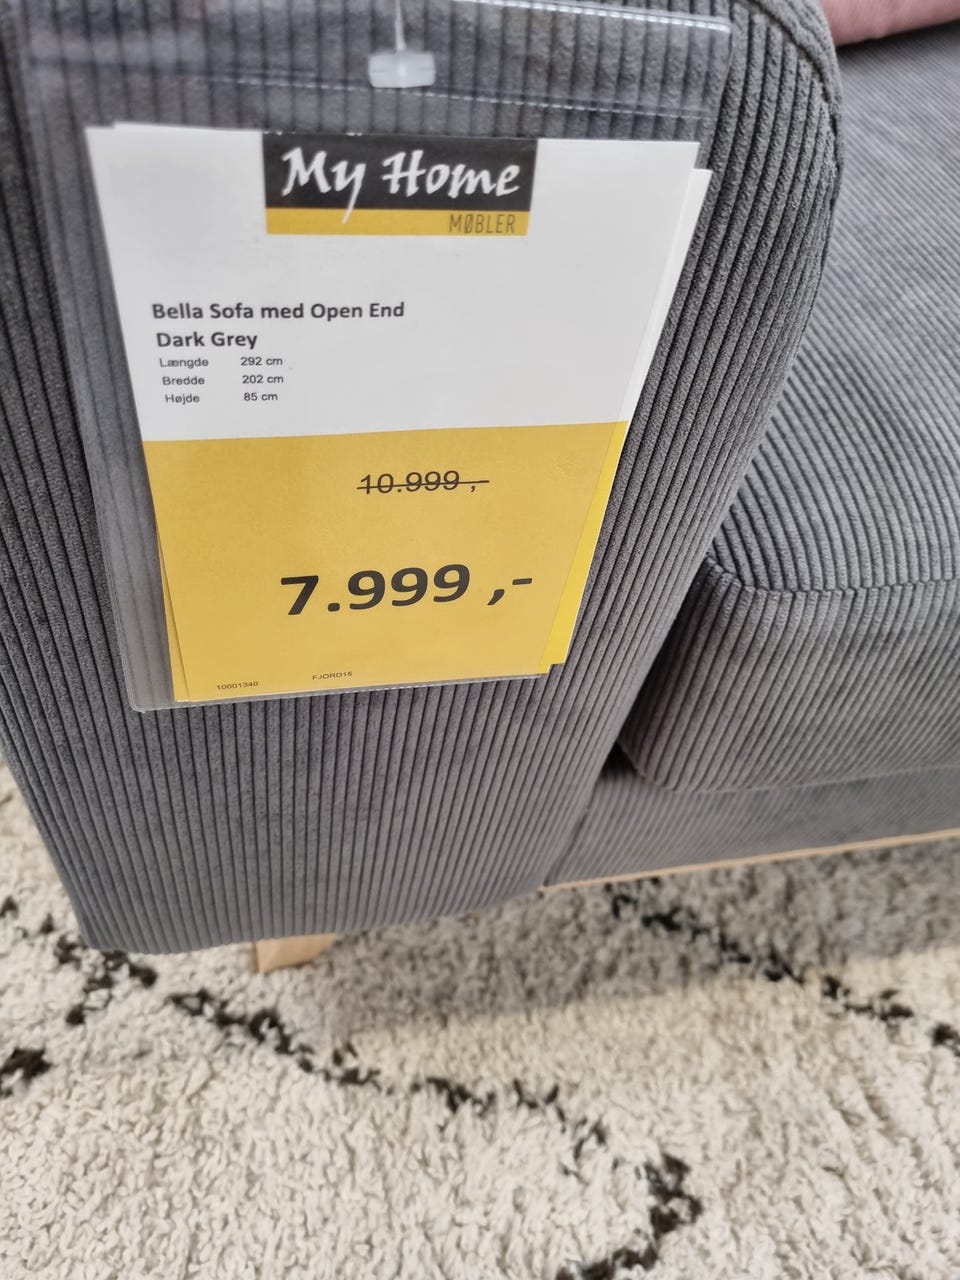 My Home
MØBLER
Bella Sofa med Open End
Dark Grey
Længde 292 cm
Bredde 202 cm
Højde 85 cm
10.999 ,-
7.999 ,-
10001340 FJORD16